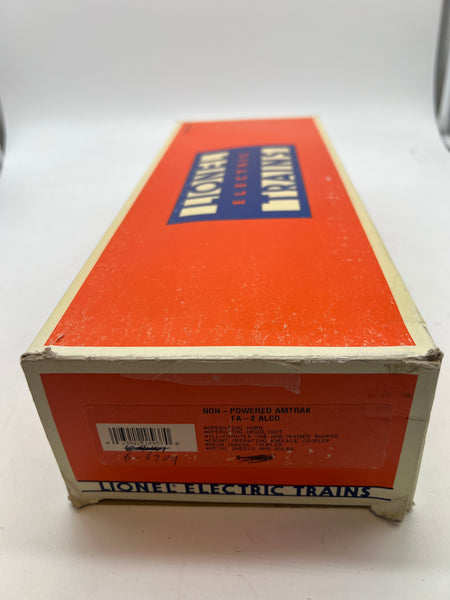 LIONEL
ELECTRIC
TRAINS
NON - POWERED AMTRAK
FA - 2 ALCO
*OPERATING HORN
*OPERATING HEADLIGHT
*ILLUMINATED CAB AND NUMBER BOARDS
*FRONT OPERATING KNUCKLE COUPLER
*REAR COUPLER
*METAL WHEELS AND AXLES
LIONEL ELECTRIC TRAINS